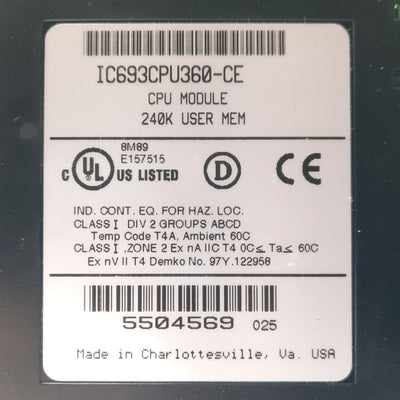 IC693CPU360-CE
CPU MODULE
240K USER MEM
8M89
E157515
C UL US LISTED D CE
IND. CONT. EQ. FOR HAZ. LOC.
CLASS I DIV 2 GROUPS ABCD
Temp Code T4A, Ambient 60C
CLASS I .ZONE 2 Ex nA IIC T4 0C≤ Ta≤ 60C
Ex nV II T4 Demko No. 97Y.122958
5504569 025
Made in Charlottesville, Va. USA